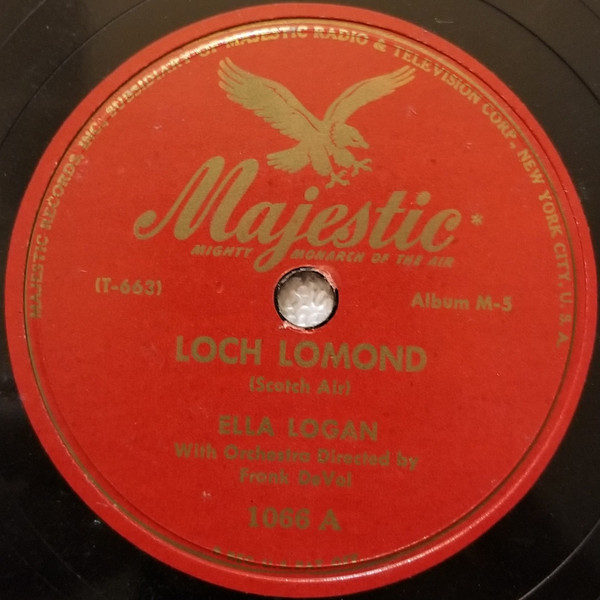 MAJESTIC RECORDS, INC., SUBSIDIARY OF MAJESTIC RADIO & TELEVISION CORP., NEW YORK CITY, U.S.A.
Majestic*
MIGHTY MONARCH OF THE AIR
(T-663) Album M-5
LOCH LOMOND
(Scotch Air)
ELLA LOGAN
With Orchestra Directed by
Frank DeVol
1066 A